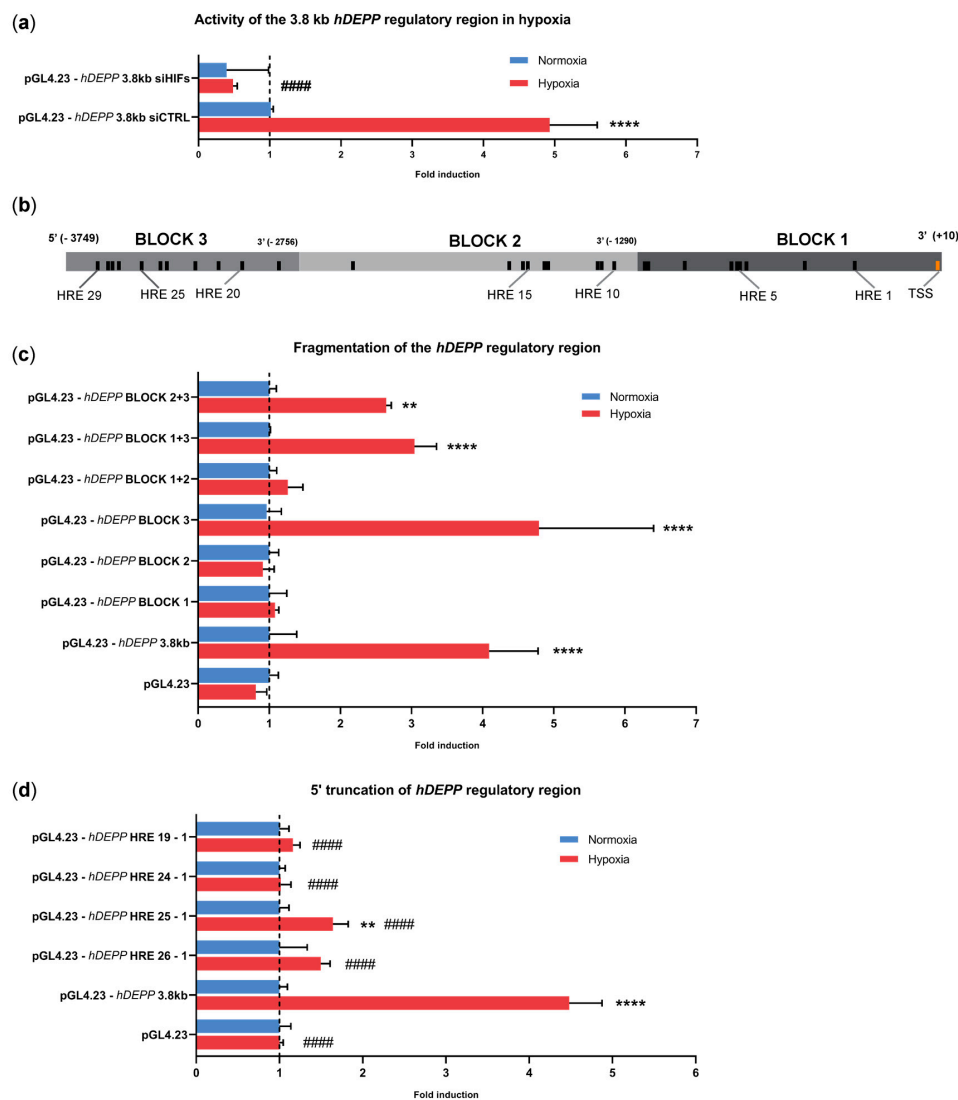 (a)
Activity of the 3.8 kb hDEPP regulatory region in hypoxia
pGL4.23 - hDEPP 3.8kb siHIFs
pGL4.23 - hDEPP 3.8kb siCTRL
Normoxia
Hypoxia
####
****
0 1 2 3 4 5 6 7
Fold induction
(b)
5' (- 3749) BLOCK 3 3' (- 2756) BLOCK 2 3' (- 1290) BLOCK 1 3' (+10)
HRE 29 HRE 25 HRE 20 HRE 15 HRE 10 HRE 5 HRE 1 TSS
(c)
Fragmentation of the hDEPP regulatory region
Normoxia
Hypoxia
pGL4.23 - hDEPP BLOCK 2+3 **
pGL4.23 - hDEPP BLOCK 1+3 ****
pGL4.23 - hDEPP BLOCK 1+2
pGL4.23 - hDEPP BLOCK 3 ****
pGL4.23 - hDEPP BLOCK 2
pGL4.23 - hDEPP BLOCK 1
pGL4.23 - hDEPP 3.8kb ****
pGL4.23
0 1 2 3 4 5 6 7
Fold induction
(d)
5' truncation of hDEPP regulatory region
Normoxia
Hypoxia
pGL4.23 - hDEPP HRE 19 - 1 ####
pGL4.23 - hDEPP HRE 24 - 1 ####
pGL4.23 - hDEPP HRE 25 - 1 ** ####
pGL4.23 - hDEPP HRE 26 - 1 ####
pGL4.23 - hDEPP 3.8kb ****
pGL4.23 ####
0 1 2 3 4 5 6
Fold induction